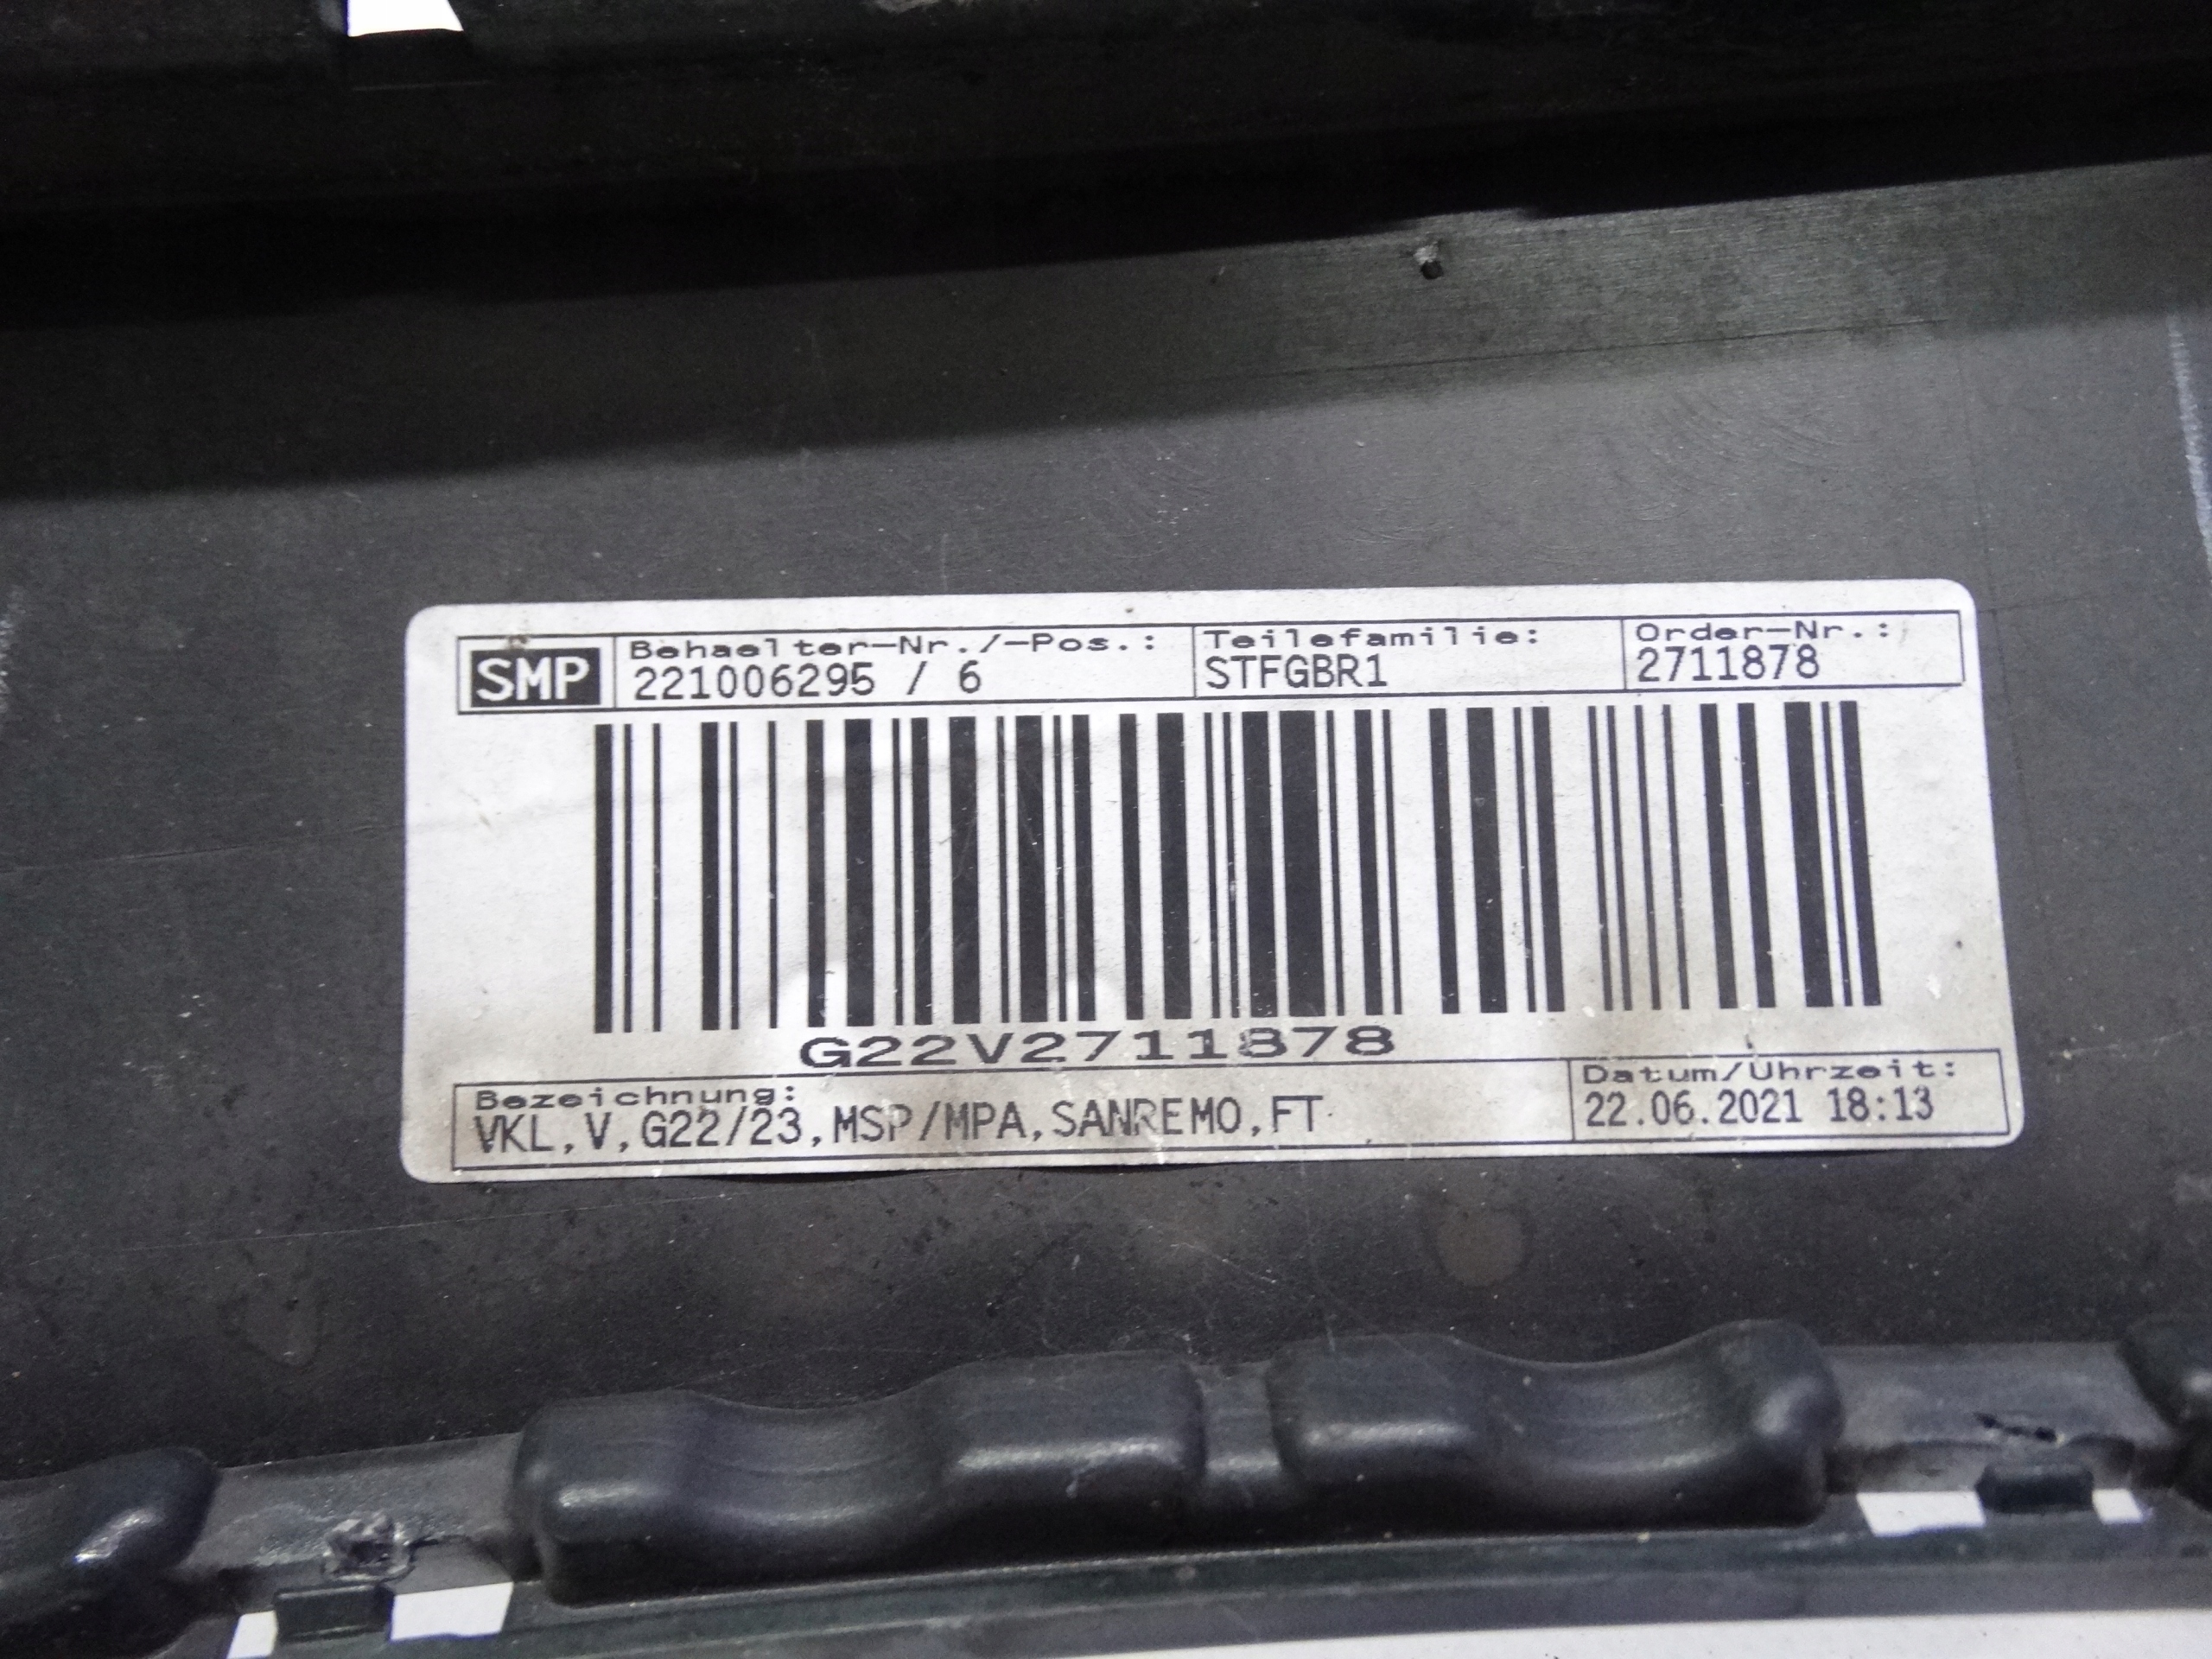 SMP
Behaelter-Nr./-Pos.: Teilefamilie: Order-Nr.:
221006295 / 6 STFGBR1 2711878
G22V2711878
Bezeichnung: Datum/Uhrzeit:
VKL,V,G22/23,MSP/MPA,SANREMO,FT 22.06.2021 18:13